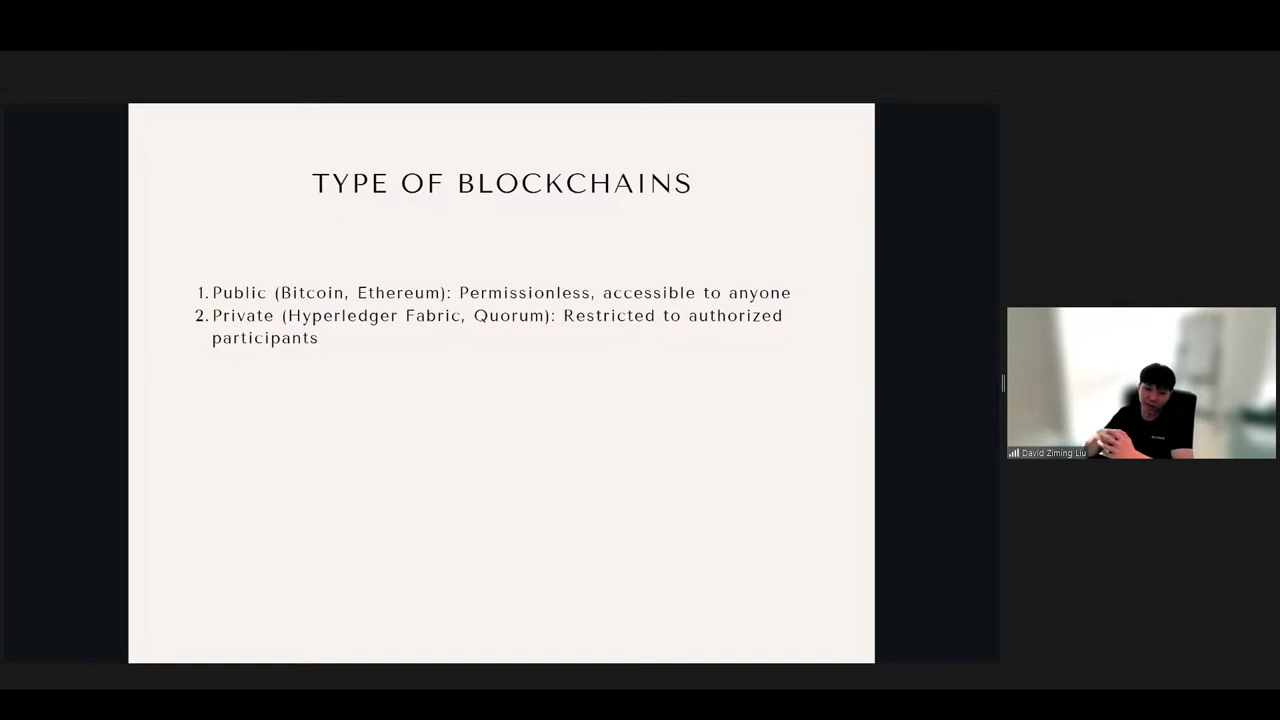 TYPE OF BLOCKCHAINS
1. Public (Bitcoin, Ethereum): Permissionless, accessible to anyone
2. Private (Hyperledger Fabric, Quorum): Restricted to authorized
participants
David Ziming Liu